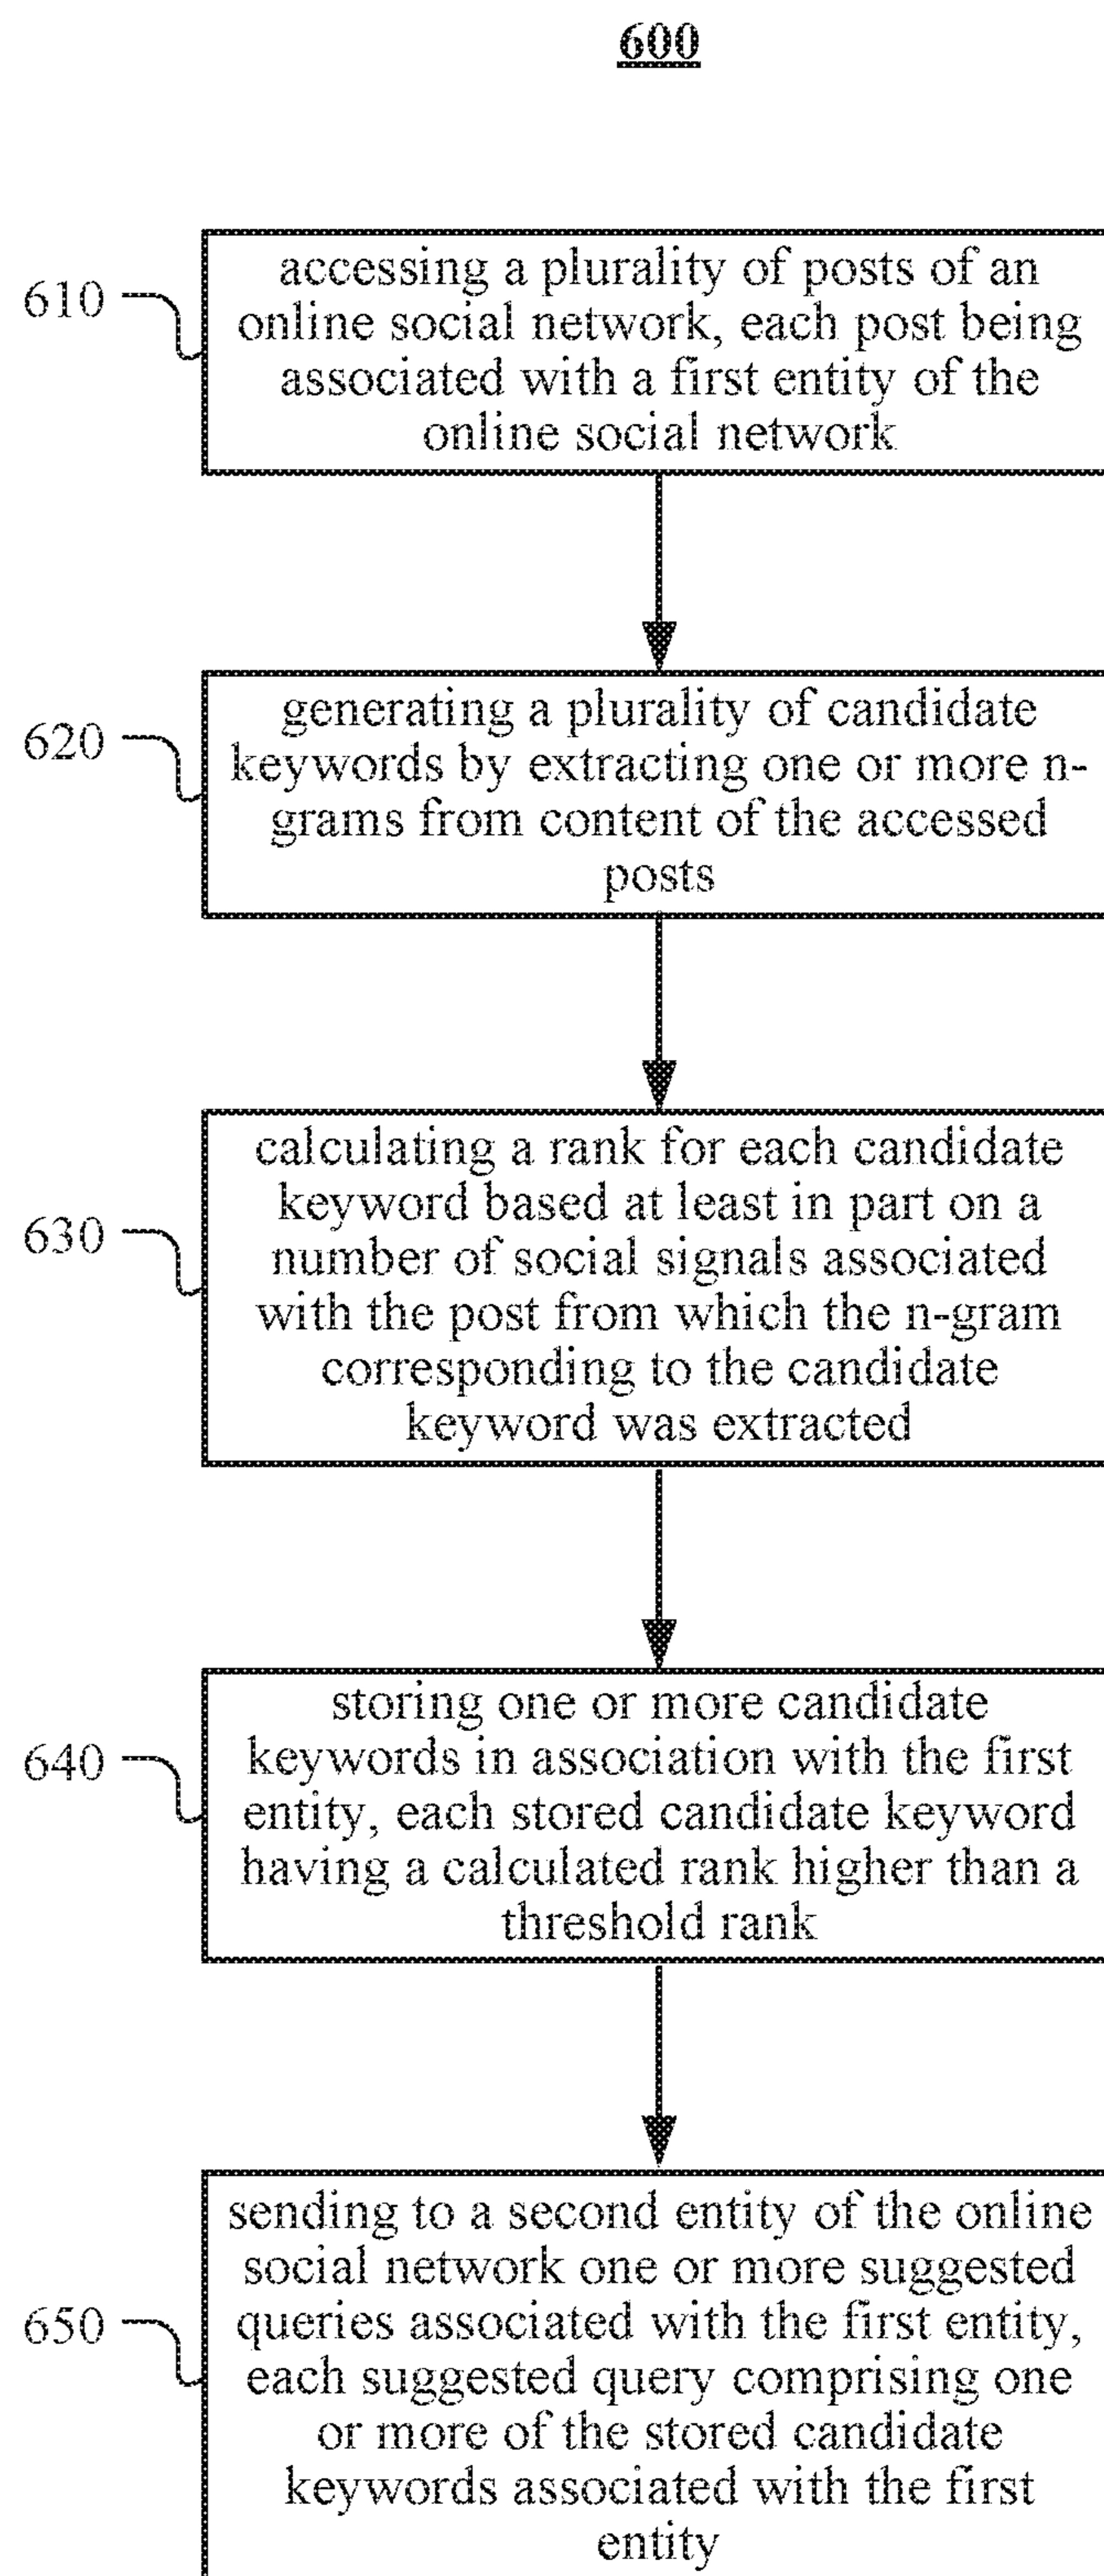 600
610
accessing a plurality of posts of an
online social network, each post being
associated with a first entity of the
online social network
620
generating a plurality of candidate
keywords by extracting one or more n-
grams from content of the accessed
posts
630
calculating a rank for each candidate
keyword based at least in part on a
number of social signals associated
with the post from which the n-gram
corresponding to the candidate
keyword was extracted
640
storing one or more candidate
keywords in association with the first
entity, each stored candidate keyword
having a calculated rank higher than a
threshold rank
650
sending to a second entity of the online
social network one or more suggested
queries associated with the first entity,
each suggested query comprising one
or more of the stored candidate
keywords associated with the first
entity